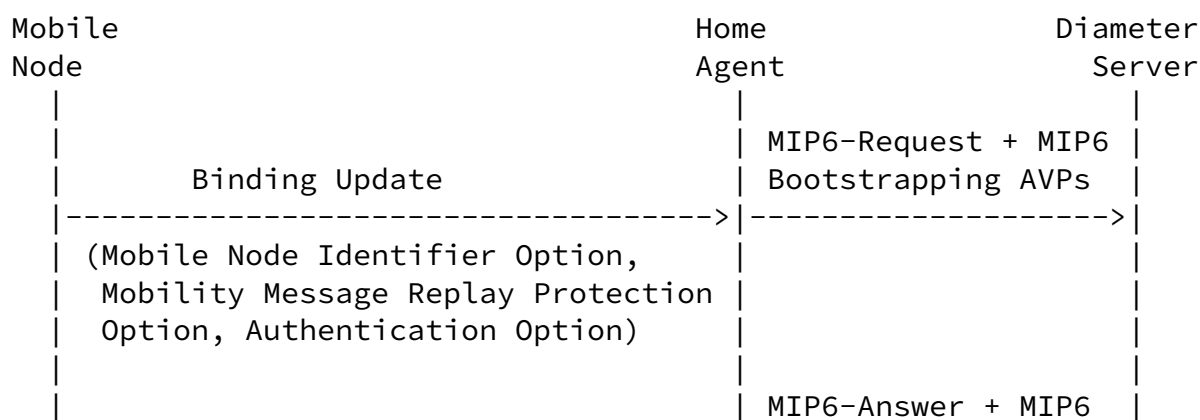 Mobile                                  Home                 Diameter
Node                                    Agent                  Server
  |                                       |                      |
  |                                       | MIP6-Request + MIP6  |
  |       Binding Update                  | Bootstrapping AVPs   |
  |-------------------------------------->|--------------------->|
  | (Mobile Node Identifier Option,       |                      |
  |  Mobility Message Replay Protection   |                      |
  |  Option, Authentication Option)       |                      |
  |                                       |                      |
  |                                       | MIP6-Answer + MIP6   |